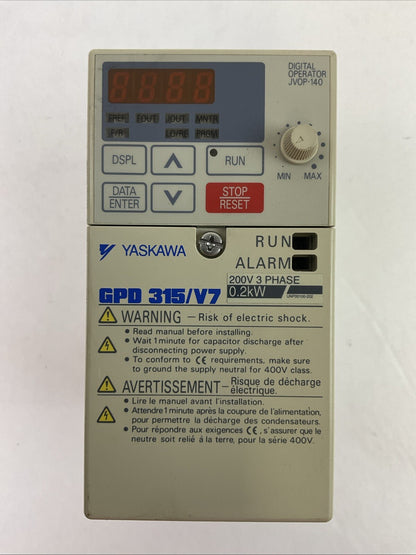 DIGITAL
OPERATOR
JVOP-140
FREF FOUT IOUT MNTR
F/R LO/RE PRGM
DSPL
RUN
DATA
ENTER
STOP
RESET
MIN MAX
YASKAWA
RUN
ALARM
GPD 315/V7
200V 3 PHASE
0.2kW
WARNING – Risk of electric shock.
• Read manual before installing.
• Wait 1 minute for capacitor discharge after
disconnecting power supply.
• To conform to CE requirements, make sure
to ground the supply neutral for 400V class.
AVERTISSEMENT – Risque de décharge
électrique.
• Lire le manuel avant l'installation.
• Attendre 1 minute après la coupure de l'alimentation,
pour permettre la décharge des condensateurs.
• Pour répondre aux exigences CE, s'assurer que le
neutre soit relié à la terre, pour la série 400V.